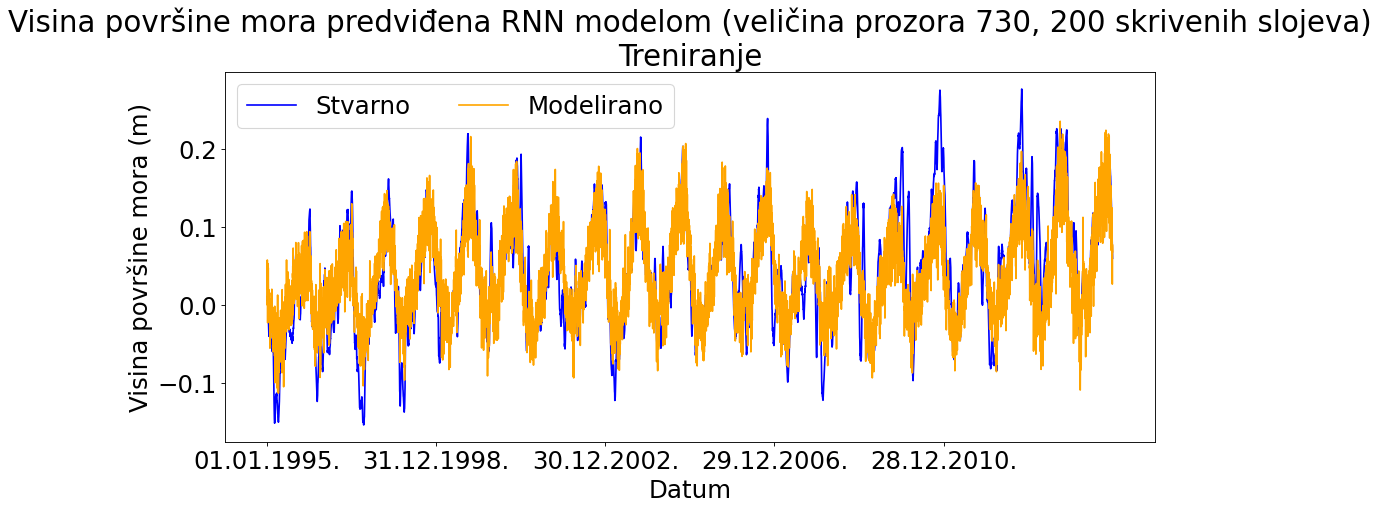 Visina površine mora predviđena RNN modelom (veličina prozora 730, 200 skrivenih slojeva)
Treniranje
Stvarno
Modelirano
Visina površine mora (m)
0.2
0.1
0.0
−0.1
01.01.1995.
31.12.1998.
30.12.2002.
29.12.2006.
28.12.2010.
Datum